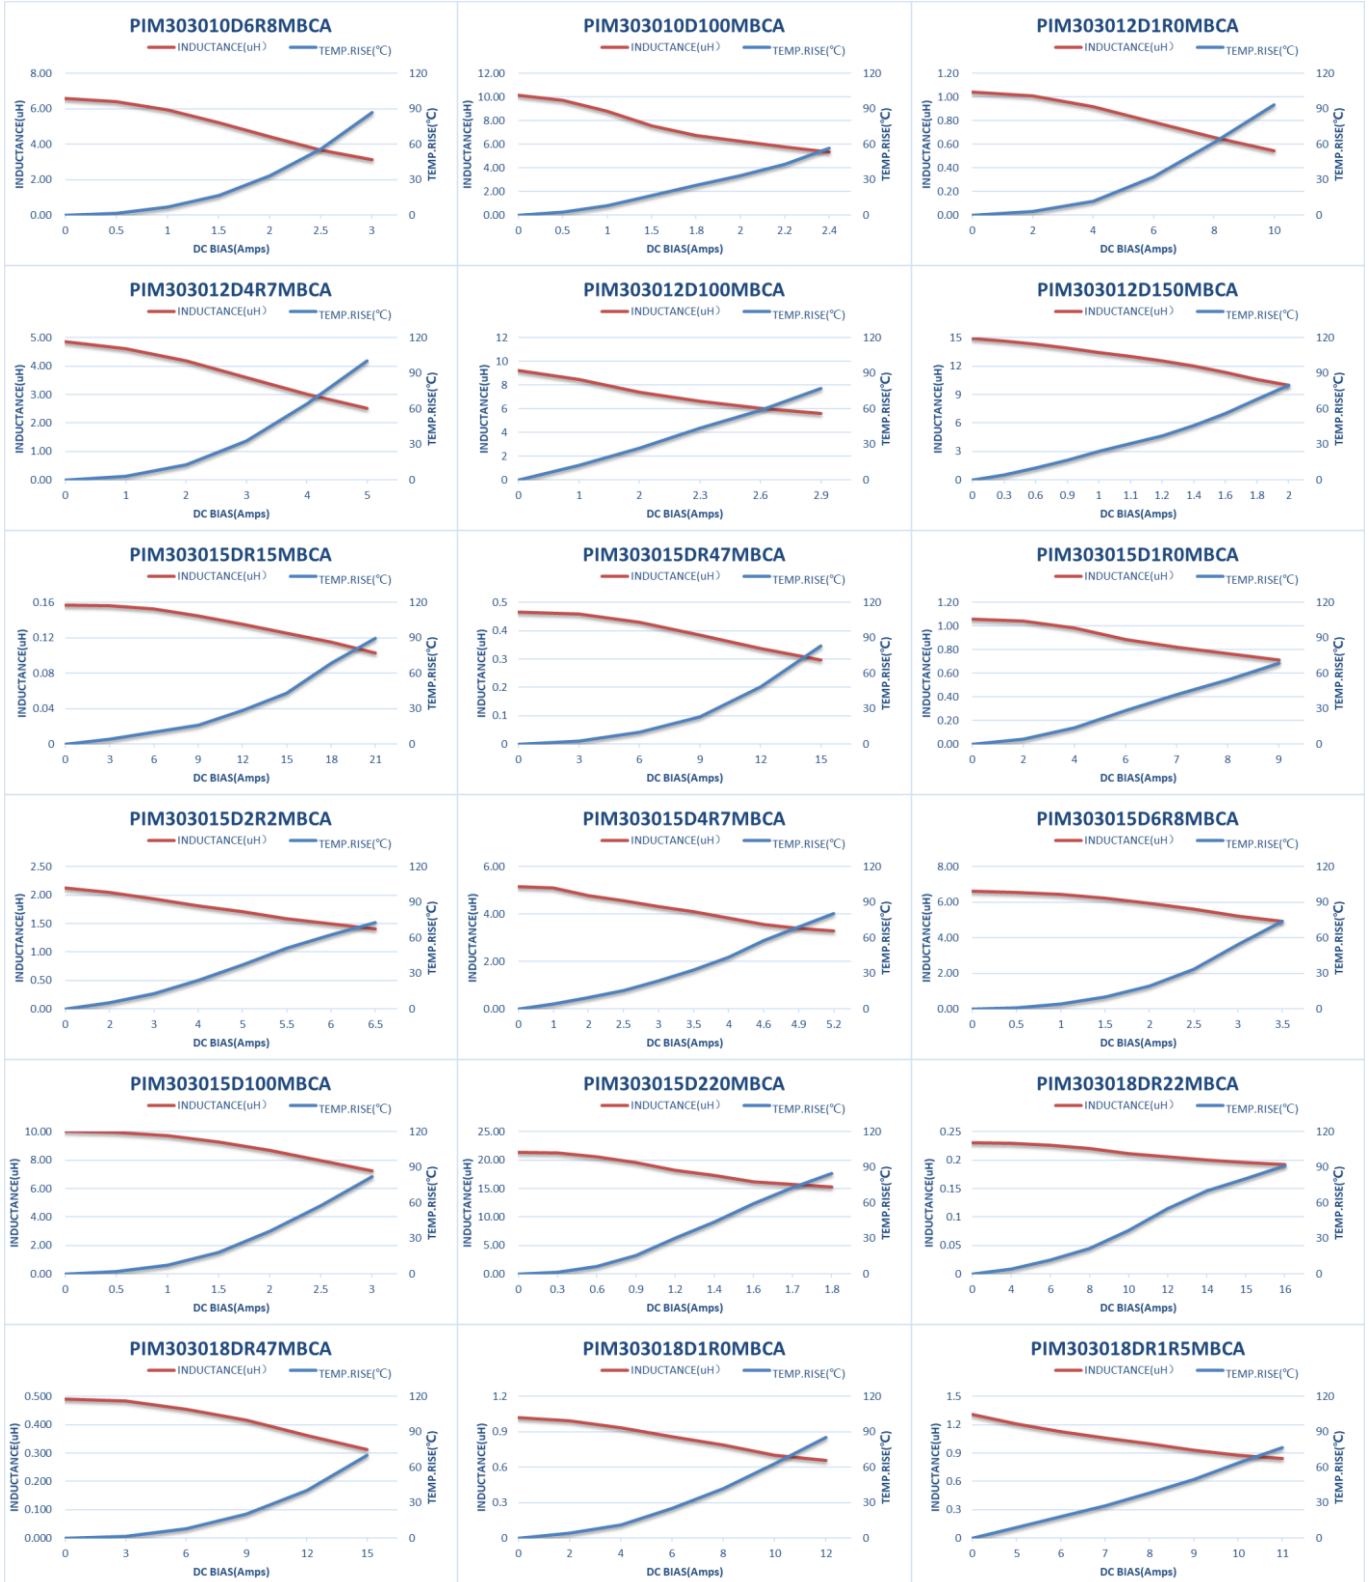 PIM303010D6R8MBCA
INDUCTANCE(uH) TEMP.RISE(℃)
8.00 6.00 4.00 2.00 0.00
INDUCTANCE(uH)
120 90 60 30 0
TEMP.RISE(℃)
0 0.5 1 1.5 2 2.5 3
DC BIAS(Amps)
PIM303010D100MBCA
INDUCTANCE(uH) TEMP.RISE(℃)
12.00 10.00 8.00 6.00 4.00 2.00 0.00
INDUCTANCE(uH)
120 90 60 30 0
TEMP.RISE(℃)
0 0.5 1 1.5 1.8 2 2.2 2.4
DC BIAS(Amps)
PIM303012D1R0MBCA
INDUCTANCE(uH) TEMP.RISE(℃)
1.20 1.00 0.80 0.60 0.40 0.20 0.00
INDUCTANCE(uH)
120 90 60 30 0
TEMP.RISE(℃)
0 2 4 6 8 10
DC BIAS(Amps)
PIM303012D4R7MBCA
INDUCTANCE(uH) TEMP.RISE(℃)
5.00 4.00 3.00 2.00 1.00 0.00
INDUCTANCE(uH)
120 90 60 30 0
TEMP.RISE(℃)
0 1 2 3 4 5
DC BIAS(Amps)
PIM303012D100MBCA
INDUCTANCE(uH) TEMP.RISE(℃)
12 10 8 6 4 2 0
INDUCTANCE(uH)
120 90 60 30 0
TEMP.RISE(℃)
0 1 2 2.3 2.6 2.9
DC BIAS(Amps)
PIM303012D150MBCA
INDUCTANCE(uH) TEMP.RISE(℃)
15 12 9 6 3 0
INDUCTANCE(uH)
120 90 60 30 0
TEMP.RISE(℃)
0 0.3 0.6 0.9 1 1.1 1.2 1.4 1.6 1.8 2
DC BIAS(Amps)
PIM303015DR15MBCA
INDUCTANCE(uH) TEMP.RISE(℃)
0.16 0.12 0.08 0.04 0
INDUCTANCE(uH)
120 90 60 30 0
TEMP.RISE(℃)
0 3 6 9 12 15 18 21
DC BIAS(Amps)
PIM303015DR47MBCA
INDUCTANCE(uH) TEMP.RISE(℃)
0.5 0.4 0.3 0.2 0.1 0
INDUCTANCE(uH)
120 90 60 30 0
TEMP.RISE(℃)
0 3 6 9 12 15
DC BIAS(Amps)
PIM303015D1R0MBCA
INDUCTANCE(uH) TEMP.RISE(℃)
1.20 1.00 0.80 0.60 0.40 0.20 0.00
INDUCTANCE(uH)
120 90 60 30 0
TEMP.RISE(℃)
0 2 4 6 7 8 9
DC BIAS(Amps)
PIM303015D2R2MBCA
INDUCTANCE(uH) TEMP.RISE(℃)
2.50 2.00 1.50 1.00 0.50 0.00
INDUCTANCE(uH)
120 90 60 30 0
TEMP.RISE(℃)
0 2 3 4 5 5.5 6 6.5
DC BIAS(Amps)
PIM303015D4R7MBCA
INDUCTANCE(uH) TEMP.RISE(℃)
6.00 4.00 2.00 0.00
INDUCTANCE(uH)
120 90 60 30 0
TEMP.RISE(℃)
0 1 2 2.5 3 3.5 4 4.6 4.9 5.2
DC BIAS(Amps)
PIM303015D6R8MBCA
INDUCTANCE(uH) TEMP.RISE(℃)
8.00 6.00 4.00 2.00 0.00
INDUCTANCE(uH)
120 90 60 30 0
TEMP.RISE(℃)
0 0.5 1 1.5 2 2.5 3 3.5
DC BIAS(Amps)
PIM303015D100MBCA
INDUCTANCE(uH) TEMP.RISE(℃)
10.00 8.00 6.00 4.00 2.00 0.00
INDUCTANCE(uH)
120 90 60 30 0
TEMP.RISE(℃)
0 0.5 1 1.5 2 2.5 3
DC BIAS(Amps)
PIM303015D220MBCA
INDUCTANCE(uH) TEMP.RISE(℃)
25.00 20.00 15.00 10.00 5.00 0.00
INDUCTANCE(uH)
120 90 60 30 0
TEMP.RISE(℃)
0 0.3 0.6 0.9 1.2 1.4 1.6 1.7 1.8
DC BIAS(Amps)
PIM303018DR22MBCA
INDUCTANCE(uH) TEMP.RISE(℃)
0.25 0.2 0.15 0.1 0.05 0
INDUCTANCE(uH)
120 90 60 30 0
TEMP.RISE(℃)
0 4 6 8 10 12 14 15 16
DC BIAS(Amps)
PIM303018DR47MBCA
INDUCTANCE(uH) TEMP.RISE(℃)
0.500 0.400 0.300 0.200 0.100 0.000
INDUCTANCE(uH)
120 90 60 30 0
TEMP.RISE(℃)
0 3 6 9 12 15
DC BIAS(Amps)
PIM303018D1R0MBCA
INDUCTANCE(uH) TEMP.RISE(℃)
1.2 0.9 0.6 0.3 0
INDUCTANCE(uH)
120 90 60 30 0
TEMP.RISE(℃)
0 2 4 6 8 10 12
DC BIAS(Amps)
PIM303018DR1R5MBCA
INDUCTANCE(uH) TEMP.RISE(℃)
1.5 1.2 0.9 0.6 0.3 0
INDUCTANCE(uH)
120 90 60 30 0
TEMP.RISE(℃)
0 5 6 7 8 9 10 11
DC BIAS(Amps)